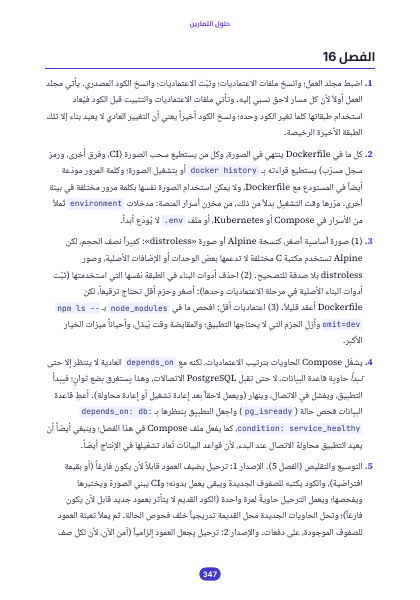 حلول التمارين
الفصل 16
1. اضبط مجلد العمل؛ وانسخ ملفات الاعتماديات؛ وثبّت الاعتماديات؛ وانسخ الكود المصدري. يأتي مجلد
العمل أولاً لأن كل مسار لاحق نسبي إليه. وتأتي ملفات الاعتماديات والتثبيت قبل الكود فيُعاد
استخدام طبقاتها كلما تغير الكود وحده؛ ونسخ الكود أخيراً يعني أن التغيير العادي لا يعيد بناء إلا تلك
الطبقة الأخيرة الرخيصة.
2. كل ما في Dockerfile ينتهي في الصورة، وكل من يستطيع سحب الصورة (CI، وفرق أخرى، ورمز
سجل مسرّب) يستطيع قراءته بـ docker history أو بتشغيل الصورة؛ وكلمة المرور مودَعة
أيضاً في المستودع مع Dockerfile، ولا يمكن استخدام الصورة نفسها بكلمة مرور مختلفة في بيئة
أخرى. مرّرها وقت التشغيل بدلاً من ذلك، من مخزن أسرار المنصة: مدخلات environment تُملأ
من الأسرار في Compose أو Kubernetes، أو ملف .env لا يُودَع أبداً.
3. (1) صورة أساسية أصغر، كنسخة Alpine أو صورة «distroless»: كثيراً نصف الحجم، لكن
Alpine تستخدم مكتبة C مختلفة لا تدعمها بعض الوحدات أو الإضافات الأصلية، وصور
distroless بلا صدفة للتصحيح. (2) احذف أدوات البناء في الطبقة نفسها التي استخدمتها (ثبّت
أدوات البناء الأصلية في مرحلة الاعتماديات وحدها): أصغر وحزم أقل تحتاج ترقيعاً، لكن
Dockerfile أعقد قليلاً. (3) اعتماديات أقل: افحص ما في node_modules بـ npm ls --
omit=dev وأزل الحزم التي لا يحتاجها التطبيق؛ والمقايضة وقت يُبذل، وأحياناً ميزات الخيار
الأكبر.
4. يشغّل Compose الحاويات بترتيب الاعتماديات، لكنه مع depends_on العادية لا ينتظر إلا حتى
تبدأ حاوية قاعدة البيانات، لا حتى تقبل PostgreSQL الاتصالات، وهذا يستغرق بضع ثوانٍ؛ فيبدأ
التطبيق، ويفشل في الاتصال، وينهار (ويعمل لاحقاً بعد إعادة تشغيل أو إعادة محاولة). أعطِ قاعدة
البيانات فحص حالة (pg_isready) واجعل التطبيق ينتظرها بـ depends_on: db:
condition: service_healthy، كما يفعل ملف Compose في هذا الفصل؛ وينبغي أيضاً أن
يعيد تطبيق محاولة الاتصال عند البدء، لأن قواعد البيانات تُعاد تشغيلها في الإنتاج أيضاً.
5. التوسيع والتقليص (الفصل 5). الإصدار 1: ترحيل يضيف العمود قابلاً لأن يكون فارغاً (أو بقيمة
افتراضية)، والكود يكتبه للصفوف الجديدة ويبقى يعمل بدونه؛ وCI يبني الصورة ويختبرها
ويفحصها؛ ويعمل الترحيل حاويةً لمرة واحدة (الكود القديم لا يتأثر بعمود جديد قابل لأن يكون
فارغاً)؛ وتحل الحاويات الجديدة محل القديمة تدريجياً خلف فحوص الحالة. ثم يملأ تعبئة العمود
للصفوف الموجودة، على دفعات. والإصدار 2: ترحيل يجعل العمود إلزامياً (آمن الآن، لأن لكل صف
347